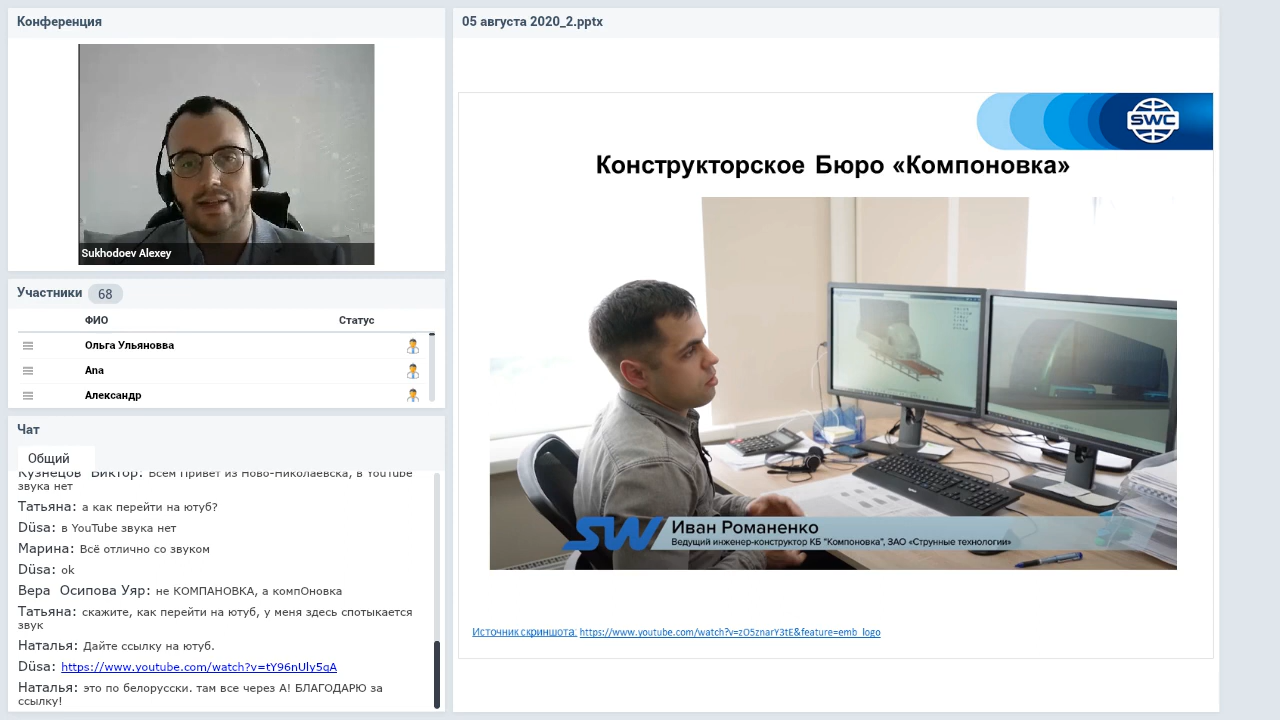 Конференция
Sukhodoev Alexey
Участники 68
ФИО Статус
Ольга Ульяновва
Ana
Александр
Чат
Общий
Кузнецов Виктор: Всем Привет из Ново-Николаевска, в YouTube
звука нет
Татьяна: а как перейти на ютуб?
Düsa: в YouTube звука нет
Марина: Всё отлично со звуком
Düsa: ok
Вера Осипова Уяр: не КОМПАНОВКА, а компОновка
Татьяна: скажите, как перейти на ютуб, у меня здесь спотыкается
звук
Наталья: Дайте ссылку на ютуб.
Düsa: https://www.youtube.com/watch?v=tY96nUly5qA
Наталья: это по белорусски. там все через А! БЛАГОДАРЮ за
ссылку!
05 августа 2020_2.pptx
SWC
Конструкторское Бюро «Компоновка»
SW
Иван Романенко
Ведущий инженер-конструктор КБ "Компоновка", ЗАО «Струнные технологии»
Источник скриншота: https://www.youtube.com/watch?v=zO5znarY3tE&feature=emb_logo